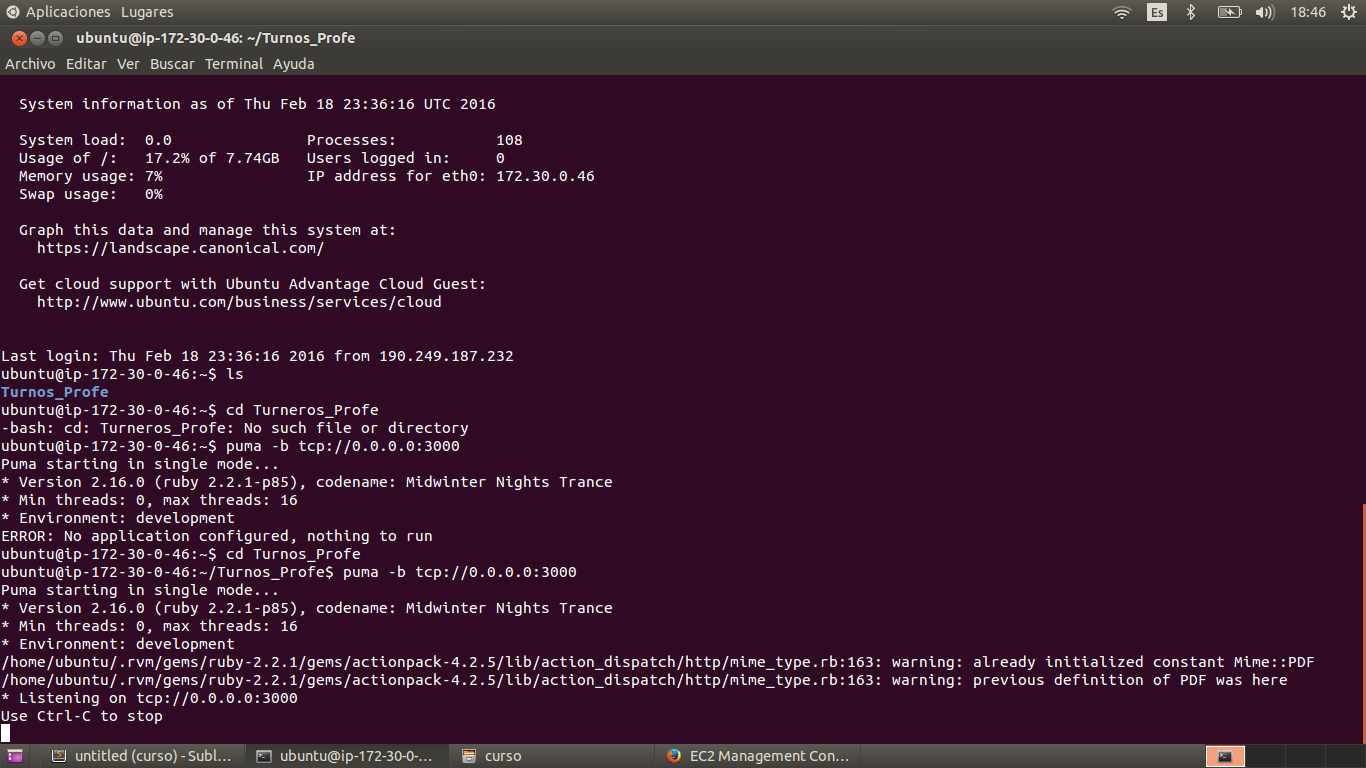 Aplicaciones Lugares Es 18:46
ubuntu@ip-172-30-0-46: ~/Turnos_Profe
Archivo Editar Ver Buscar Terminal Ayuda
System information as of Thu Feb 18 23:36:16 UTC 2016
System load: 0.0 Processes: 108
Usage of /: 17.2% of 7.74GB Users logged in: 0
Memory usage: 7% IP address for eth0: 172.30.0.46
Swap usage: 0%
Graph this data and manage this system at:
https://landscape.canonical.com/
Get cloud support with Ubuntu Advantage Cloud Guest:
http://www.ubuntu.com/business/services/cloud
Last login: Thu Feb 18 23:36:16 2016 from 190.249.187.232
ubuntu@ip-172-30-0-46:~$ ls
Turnos_Profe
ubuntu@ip-172-30-0-46:~$ cd Turneros_Profe
-bash: cd: Turneros_Profe: No such file or directory
ubuntu@ip-172-30-0-46:~$ puma -b tcp://0.0.0.0:3000
Puma starting in single mode...
* Version 2.16.0 (ruby 2.2.1-p85), codename: Midwinter Nights Trance
* Min threads: 0, max threads: 16
* Environment: development
ERROR: No application configured, nothing to run
ubuntu@ip-172-30-0-46:~$ cd Turnos_Profe
ubuntu@ip-172-30-0-46:~/Turnos_Profe$ puma -b tcp://0.0.0.0:3000
Puma starting in single mode...
* Version 2.16.0 (ruby 2.2.1-p85), codename: Midwinter Nights Trance
* Min threads: 0, max threads: 16
* Environment: development
/home/ubuntu/.rvm/gems/ruby-2.2.1/gems/actionpack-4.2.5/lib/action_dispatch/http/mime_type.rb:163: warning: already initialized constant Mime::PDF
/home/ubuntu/.rvm/gems/ruby-2.2.1/gems/actionpack-4.2.5/lib/action_dispatch/http/mime_type.rb:163: warning: previous definition of PDF was here
* Listening on tcp://0.0.0.0:3000
Use Ctrl-C to stop
untitled (curso) - Subl... ubuntu@ip-172-30-0-... curso EC2 Management Con...